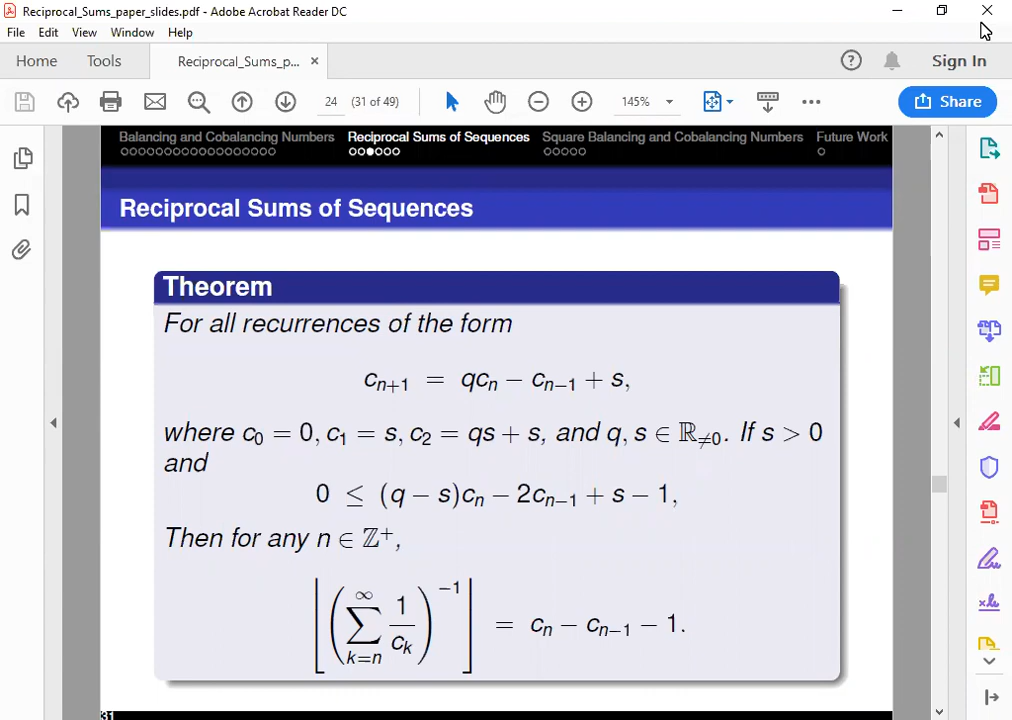 Reciprocal_Sums_paper_slides.pdf - Adobe Acrobat Reader DC
File Edit View Window Help
Home Tools Reciprocal_Sums_p... × ? Sign In
24 (31 of 49) 145% Share
Balancing and Cobalancing Numbers Reciprocal Sums of Sequences Square Balancing and Cobalancing Numbers Future Work
Reciprocal Sums of Sequences
Theorem
For all recurrences of the form
cₙ₊₁ = qcₙ − cₙ₋₁ + s,
where c₀ = 0, c₁ = s, c₂ = qs + s, and q, s ∈ ℝ≠0. If s > 0
and
0 ≤ (q − s)cₙ − 2cₙ₋₁ + s − 1,
Then for any n ∈ ℤ⁺,
⌊(∑_{k=n}^{∞} 1/cₖ)⁻¹⌋ = cₙ − cₙ₋₁ − 1.
31